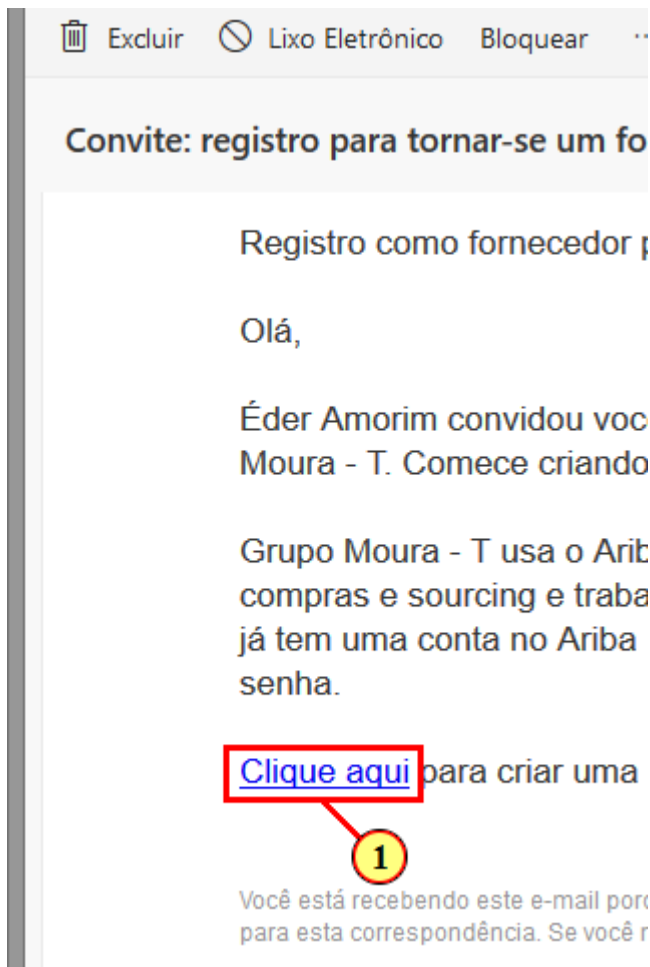 Excluir Lixo Eletrônico Bloquear
Convite: registro para tornar-se um fo
Registro como fornecedor p
Olá,
Éder Amorim convidou você
Moura - T. Comece criando
Grupo Moura - T usa o Arib
compras e sourcing e traba
já tem uma conta no Ariba
senha.
Clique aqui para criar uma
1
Você está recebendo este e-mail porq
para esta correspondência. Se você n